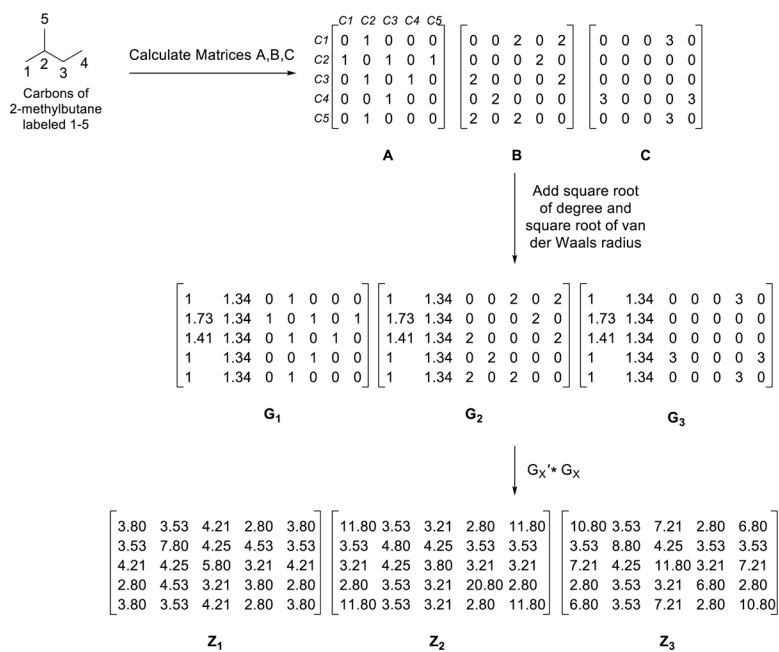 5
1 2 3 4
Carbons of
2-methylbutane
labeled 1-5
Calculate Matrices A,B,C
C1 C2 C3 C4 C5
C1 0 1 0 0 0
C2 1 0 1 0 1
C3 0 1 0 1 0
C4 0 0 1 0 0
C5 0 1 0 0 0
A
0 0 2 0 2
0 0 0 2 0
2 0 0 0 2
0 2 0 0 0
2 0 2 0 0
B
0 0 0 3 0
0 0 0 0 0
0 0 0 0 0
3 0 0 0 3
0 0 0 3 0
C
Add square root
of degree and
square root of van
der Waals radius
1 1.34 0 1 0 0 0
1.73 1.34 1 0 1 0 1
1.41 1.34 0 1 0 1 0
1 1.34 0 0 1 0 0
1 1.34 0 1 0 0 0
G1
1 1.34 0 0 2 0 2
1.73 1.34 0 0 0 2 0
1.41 1.34 2 0 0 0 2
1 1.34 0 2 0 0 0
1 1.34 2 0 2 0 0
G2
1 1.34 0 0 0 3 0
1.73 1.34 0 0 0 0 0
1.41 1.34 0 0 0 0 0
1 1.34 3 0 0 0 3
1 1.34 0 0 0 3 0
G3
GX'* GX
3.80 3.53 4.21 2.80 3.80
3.53 7.80 4.25 4.53 3.53
4.21 4.25 5.80 3.21 4.21
2.80 4.53 3.21 3.80 2.80
3.80 3.53 4.21 2.80 3.80
Z1
11.80 3.53 3.21 2.80 11.80
3.53 4.80 4.25 3.53 3.53
3.21 4.25 3.80 3.21 3.21
2.80 3.53 3.21 20.80 2.80
11.80 3.53 3.21 2.80 11.80
Z2
10.80 3.53 7.21 2.80 6.80
3.53 8.80 4.25 3.53 3.53
7.21 4.25 11.80 3.21 7.21
2.80 3.53 3.21 6.80 2.80
6.80 3.53 7.21 2.80 10.80
Z3